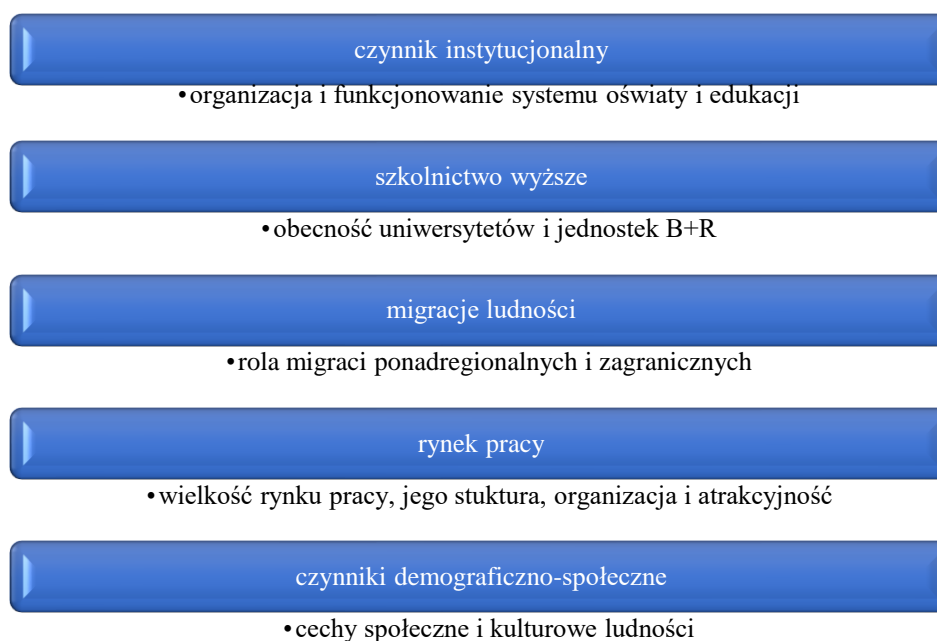 czynnik instytucjonalny
•organizacja i funkcjonowanie systemu oświaty i edukacji
szkolnictwo wyższe
•obecność uniwersytetów i jednostek B+R
migracje ludności
•rola migraci ponadregionalnych i zagranicznych
rynek pracy
•wielkość rynku pracy, jego stuktura, organizacja i atrakcyjność
czynniki demograficzno-społeczne
•cechy społeczne i kulturowe ludności